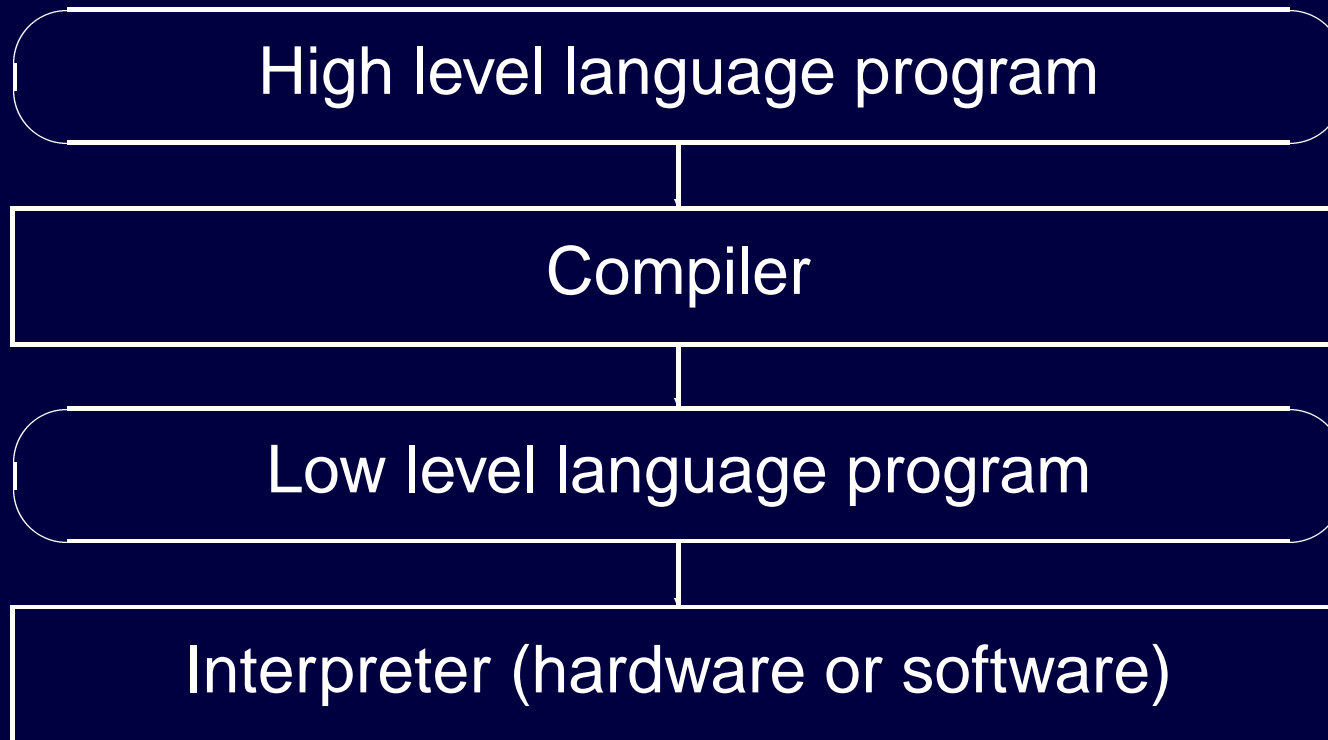 High level language program
Compiler
Low level language program
Interpreter (hardware or software)